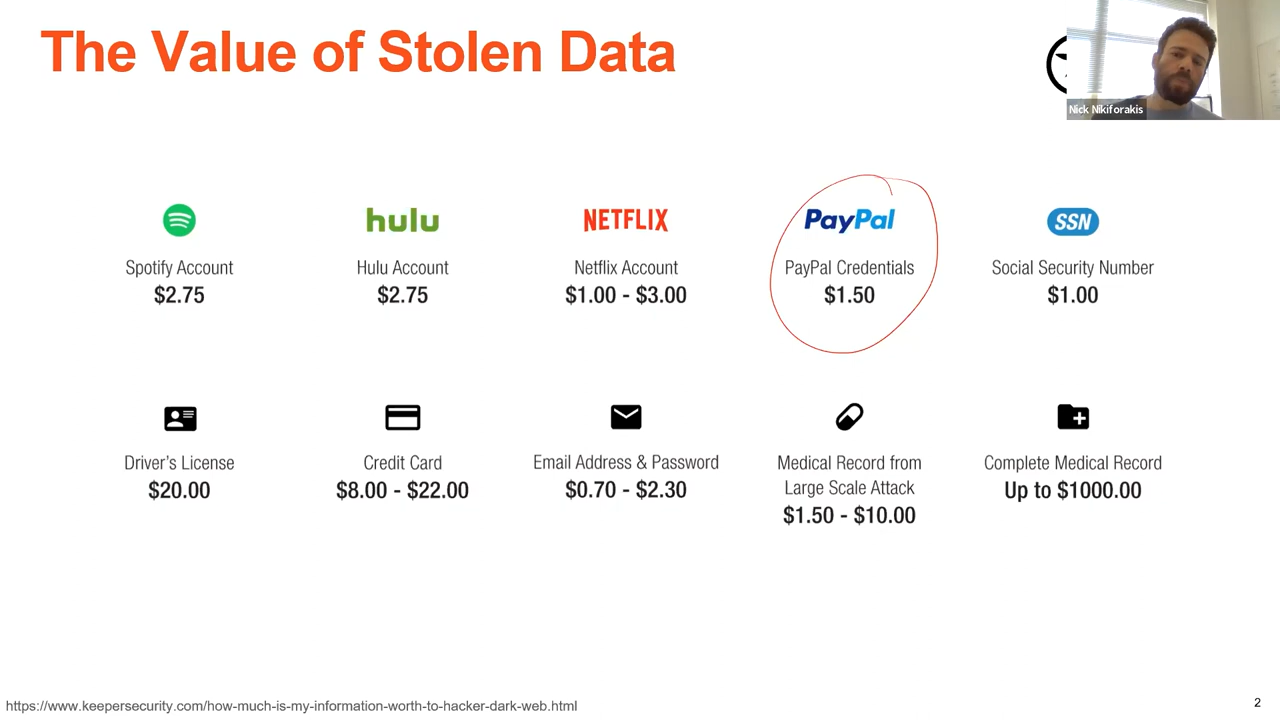 The Value of Stolen Data
Nick Nikiforakis
hulu
NETFLIX
PayPal
SSN
Spotify Account
Hulu Account
Netflix Account
PayPal Credentials
Social Security Number
$2.75
$2.75
$1.00 - $3.00
$1.50
$1.00
Driver's License
Credit Card
Email Address & Password
Medical Record from
Large Scale Attack
Complete Medical Record
$20.00
$8.00 - $22.00
$0.70 - $2.30
$1.50 - $10.00
Up to $1000.00
https://www.keepersecurity.com/how-much-is-my-information-worth-to-hacker-dark-web.html
2